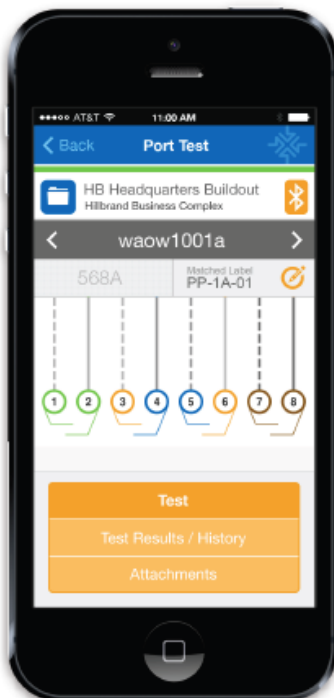 AT&T 11:00 AM
Back Port Test
HB Headquarters Buildout
Hillbrand Business Complex
waow1001a
568A Matched Label
PP-1A-01
1 2 3 4 5 6 7 8
Test
Test Results / History
Attachments